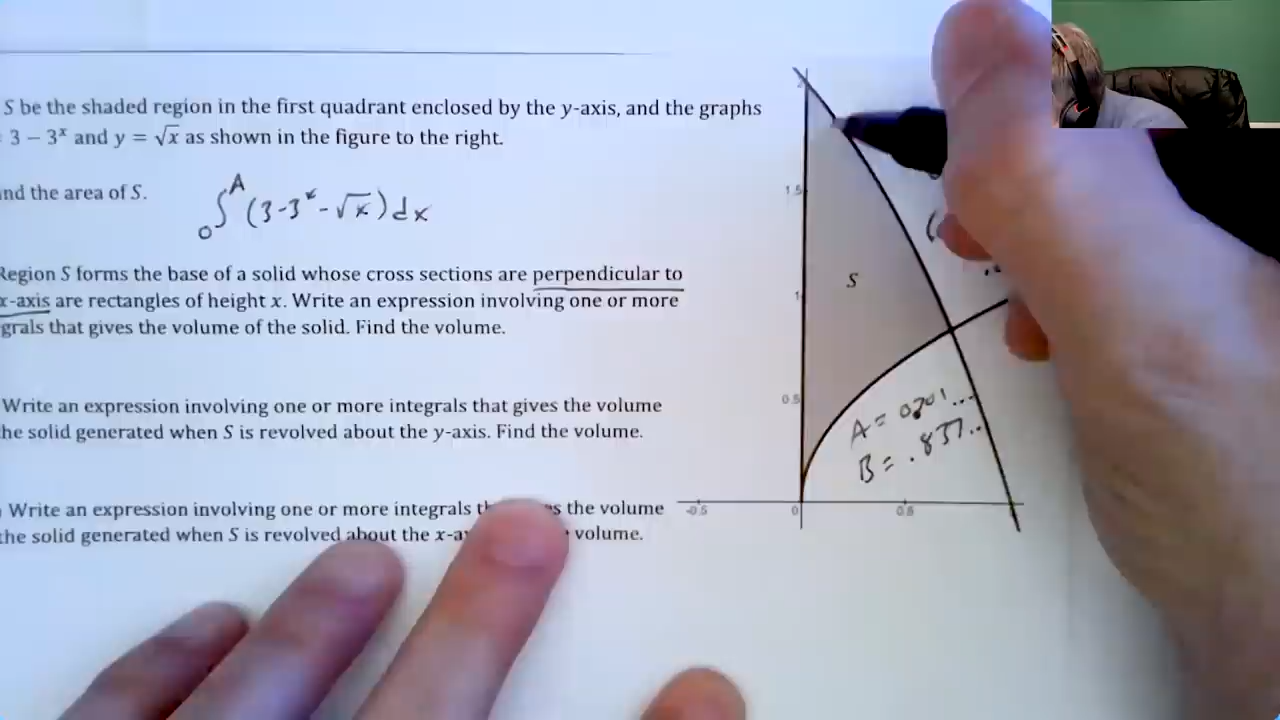 S be the shaded region in the first quadrant enclosed by the y-axis, and the graphs
3 − 3ˣ and y = √x as shown in the figure to the right.
nd the area of S.
∫₀ᴬ (3-3ˣ-√x)dx
Region S forms the base of a solid whose cross sections are perpendicular to
x-axis are rectangles of height x. Write an expression involving one or more
grals that gives the volume of the solid. Find the volume.
Write an expression involving one or more integrals that gives the volume
he solid generated when S is revolved about the y-axis. Find the volume.
Write an expression involving one or more integrals the volume
the solid generated when S is revolved about the volume.
2
1.5
S
1
0.5
A = 0.701...
B = .837..
-0.5
0
0.5